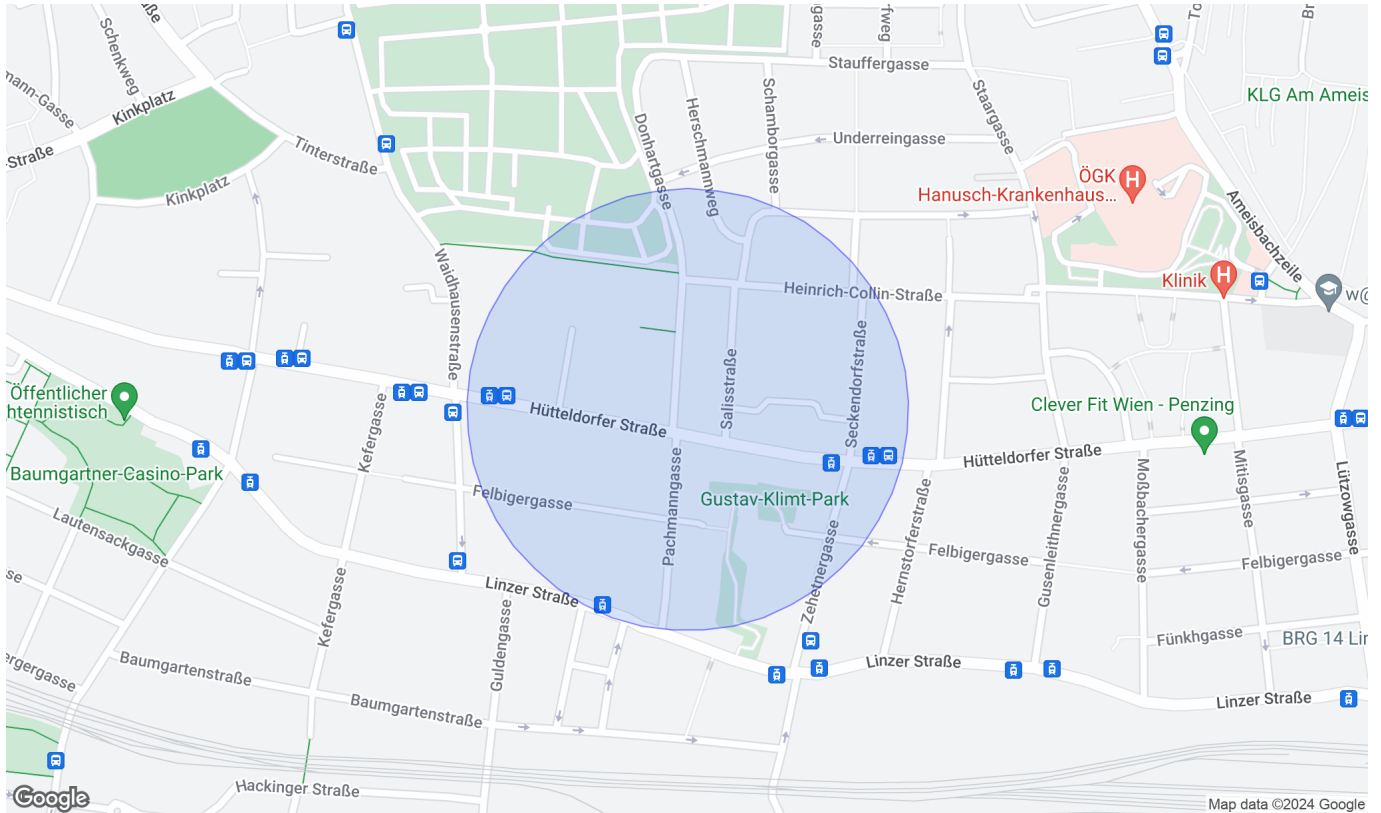 Schenkweg
Kinkplatz
Tinterstraße
Kinkplatz
-Straße
mann-Gasse
Stauffergasse
Schamborgasse
Herschmannweg
Donhartgasse
Underreingasse
Staargasse
KLG Am Ameis
ÖGK
Hanusch-Krankenhaus...
Ameisbachzeile
Klinik
w@
Waidhausenstraße
Heinrich-Collin-Straße
Salisstraße
Seckendorfstraße
Öffentlicher
htennistisch
Baumgartner-Casino-Park
Kefergasse
Hütteldorfer Straße
Clever Fit Wien - Penzing
Hütteldorfer Straße
Felbigergasse
Pachmanngasse
Gustav-Klimt-Park
Zehetnergasse
Hernstorferstraße
Gusenleithnergasse
Moßbachergasse
Mitisgasse
Lützowgasse
Felbigergasse
Felbigergasse
Lautensackgasse
Linzer Straße
Kefergasse
Guldengasse
Fünkhgasse
BRG 14 Lin
Linzer Straße
Linzer Straße
Baumgartenstraße
Baumgartenstraße
Hackinger Straße
Google
Map data ©2024 Google